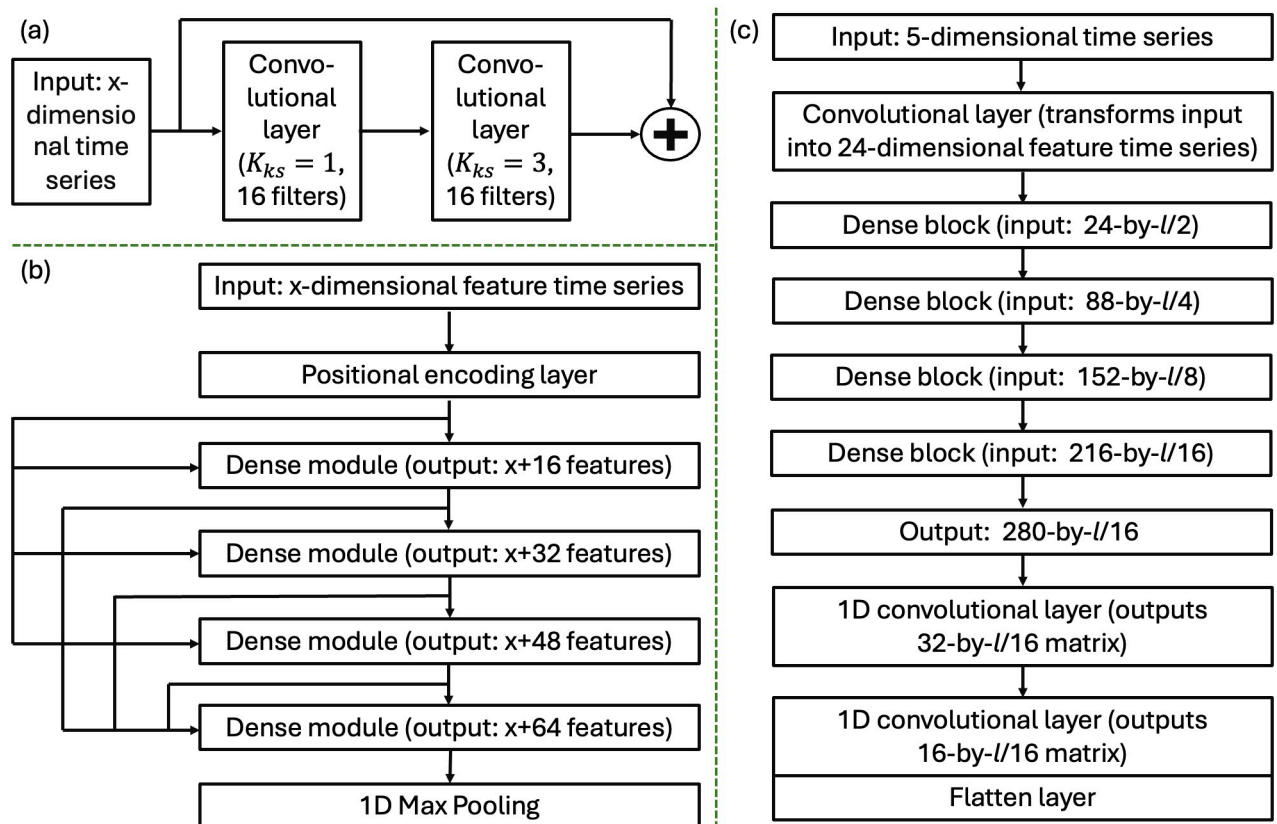 (a)
Input: x-
dimensio
nal time
series
Convo-
lutional
layer
(K_ks = 1,
16 filters)
Convo-
lutional
layer
(K_ks = 3,
16 filters)
+
(b)
Input: x-dimensional feature time series
Positional encoding layer
Dense module (output: x+16 features)
Dense module (output: x+32 features)
Dense module (output: x+48 features)
Dense module (output: x+64 features)
1D Max Pooling
(c)
Input: 5-dimensional time series
Convolutional layer (transforms input
into 24-dimensional feature time series)
Dense block (input: 24-by-l/2)
Dense block (input: 88-by-l/4)
Dense block (input: 152-by-l/8)
Dense block (input: 216-by-l/16)
Output: 280-by-l/16
1D convolutional layer (outputs
32-by-l/16 matrix)
1D convolutional layer (outputs
16-by-l/16 matrix)
Flatten layer